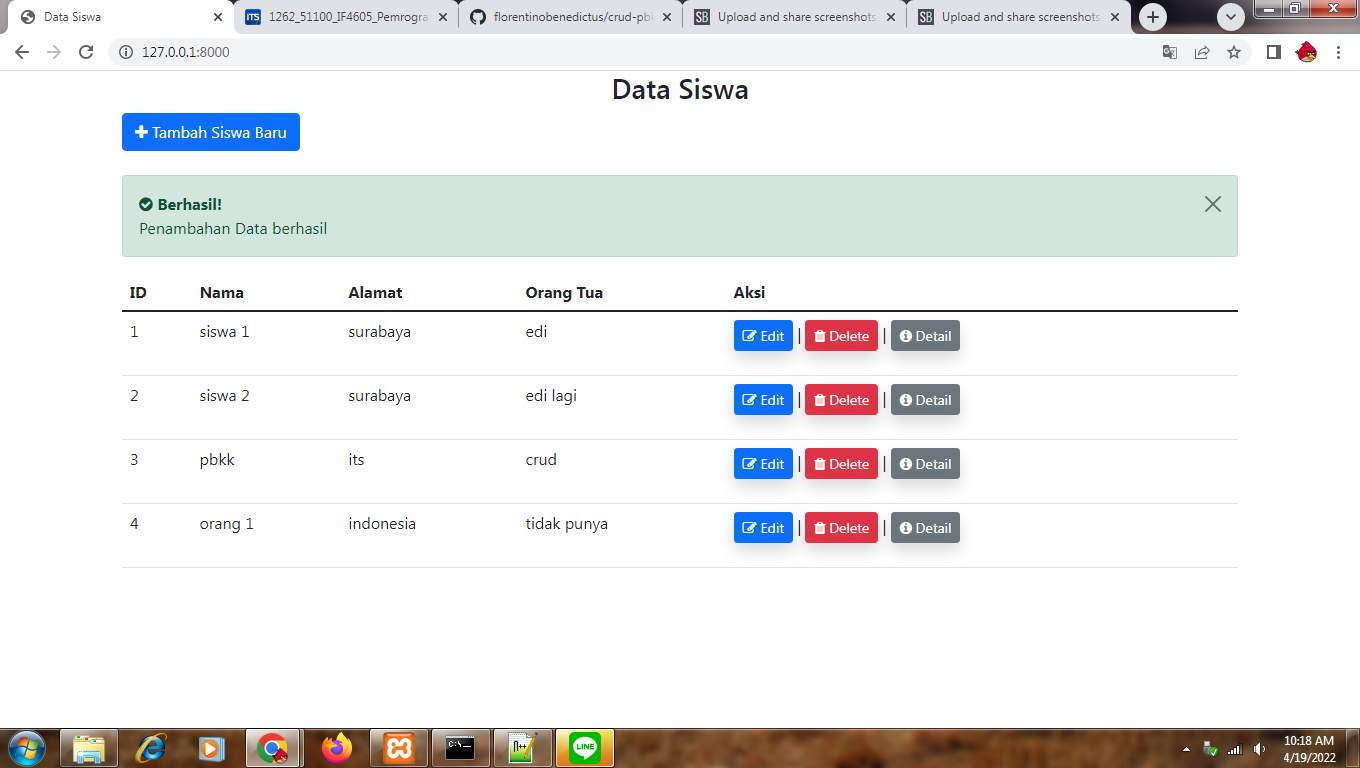 Data Siswa
1262_51100_IF4605_Pemrogra
florentinobenedictus/crud-pbk
Upload and share screenshots
Upload and share screenshots
127.0.0.1:8000
Data Siswa
Tambah Siswa Baru
Berhasil!
Penambahan Data berhasil
ID Nama Alamat Orang Tua Aksi
1 siswa 1 surabaya edi Edit | Delete | Detail
2 siswa 2 surabaya edi lagi Edit | Delete | Detail
3 pbkk its crud Edit | Delete | Detail
4 orang 1 indonesia tidak punya Edit | Delete | Detail
LINE
10:18 AM
4/19/2022